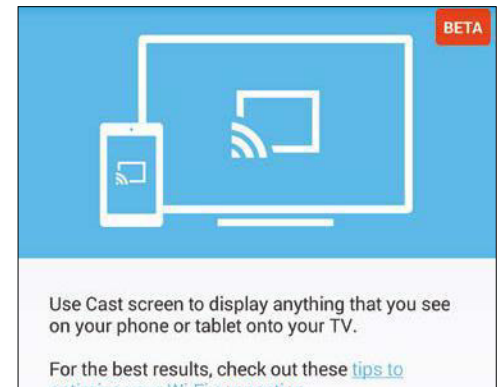 BETA
Use Cast screen to display anything that you see
on your phone or tablet onto your TV.
For the best results, check out these tips to